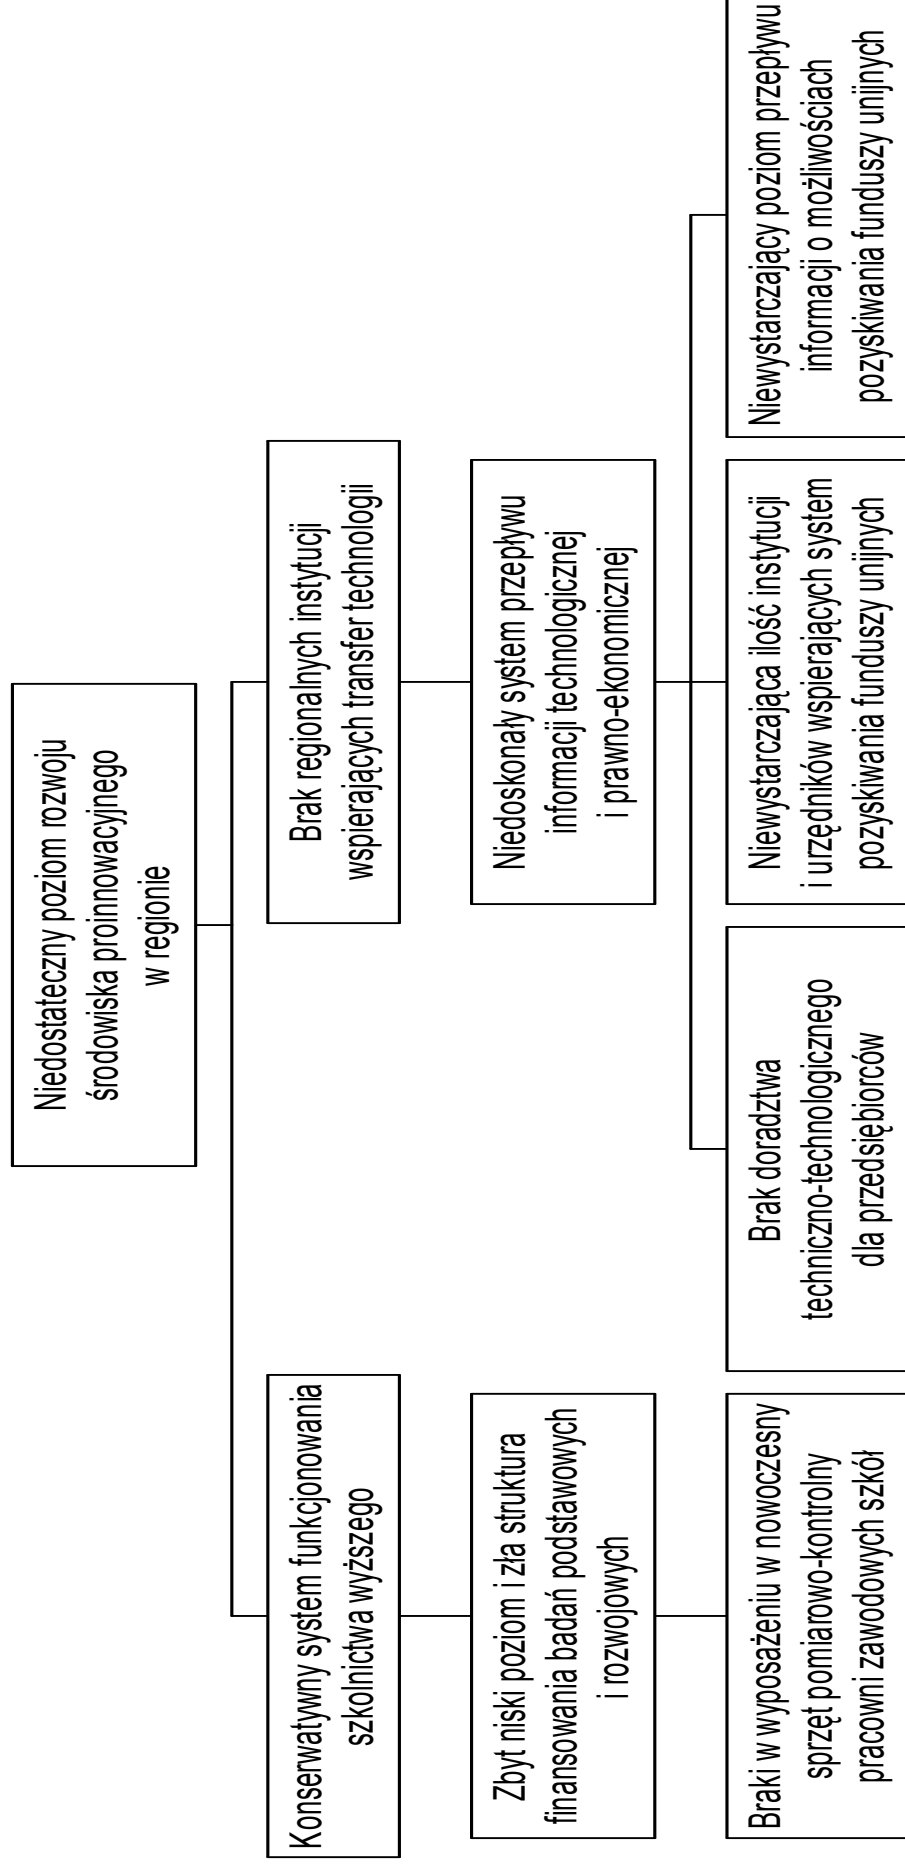 Niedostateczny poziom rozwoju
środowiska proinnowacyjnego
w regionie
Konserwatywny system funkcjonowania
szkolnictwa wyższego
Brak regionalnych instytucji
wspierających transfer technologii
Zbyt niski poziom i zła struktura
finansowania badań podstawowych
i rozwojowych
Niedoskonały system przepływu
informacji technologicznej
i prawno-ekonomicznej
Braki w wyposażeniu w nowoczesny
sprzęt pomiarowo-kontrolny
pracowni zawodowych szkół
Brak doradztwa
techniczno-technologicznego
dla przedsiębiorców
Niewystarczająca ilość instytucji
i urzędników wspierających system
pozyskiwania funduszy unijnych
Niewystarczający poziom przepływu
informacji o możliwościach
pozyskiwania funduszy unijnych